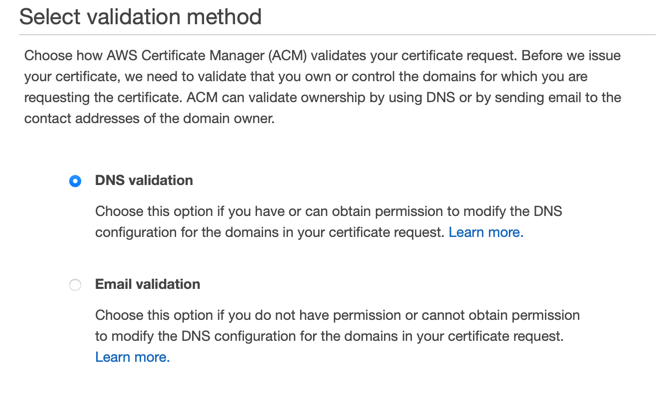 Select validation method
Choose how AWS Certificate Manager (ACM) validates your certificate request. Before we issue
your certificate, we need to validate that you own or control the domains for which you are
requesting the certificate. ACM can validate ownership by using DNS or by sending email to the
contact addresses of the domain owner.
DNS validation
Choose this option if you have or can obtain permission to modify the DNS
configuration for the domains in your certificate request. Learn more.
Email validation
Choose this option if you do not have permission or cannot obtain permission
to modify the DNS configuration for the domains in your certificate request.
Learn more.